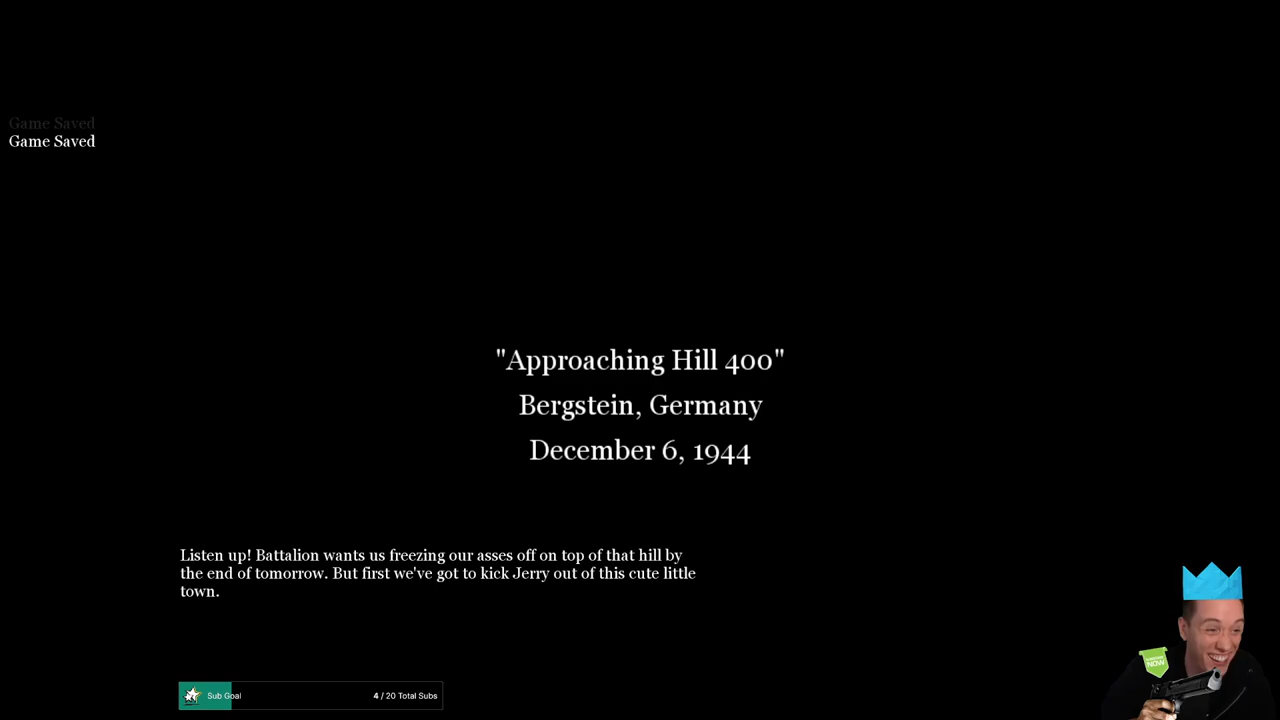 Game Saved
Game Saved
"Approaching Hill 400"
Bergstein, Germany
December 6, 1944
Listen up! Battalion wants us freezing our asses off on top of that hill by
the end of tomorrow. But first we've got to kick Jerry out of this cute little
town.
NOW
Sub Goal
4 / 20 Total Subs